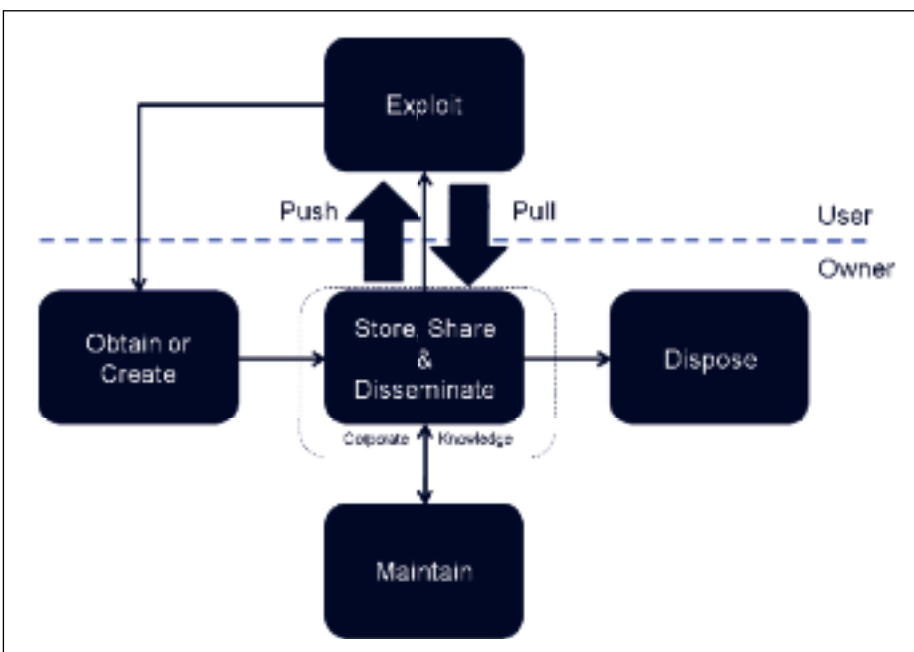 Exploit
Push
Pull
User
Owner
Obtain or
Create
Store, Share
&
Disseminate
Dispose
Corporate
Knowledge
Maintain